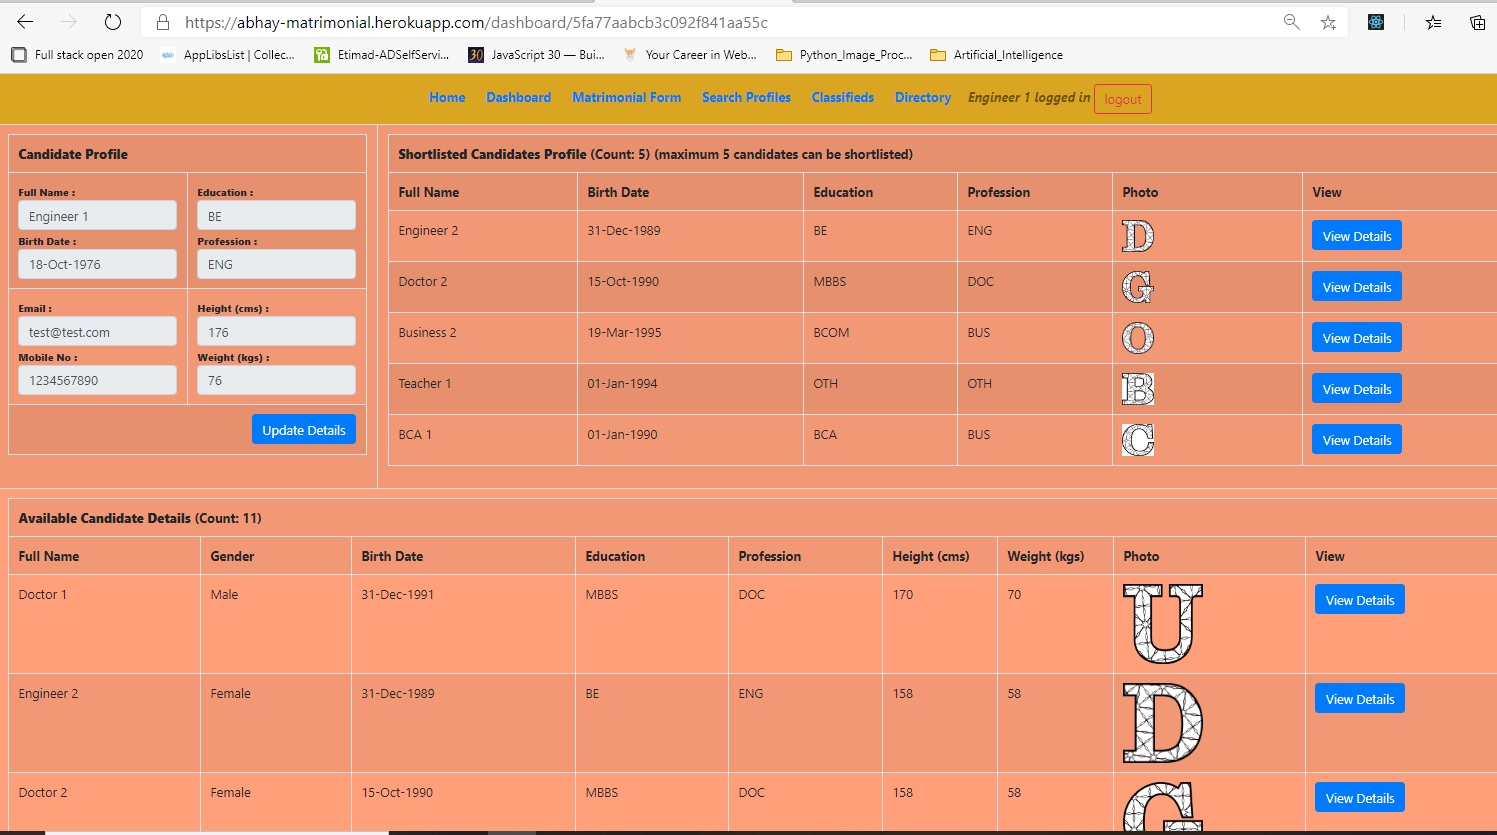 https://abhay-matrimonial.herokuapp.com/dashboard/5fa77aabcb3c092f841aa55c
Full stack open 2020 AppLibsList | Collec... Etimad-ADSelfServi... 30 JavaScript 30 — Bui... Your Career in Web... Python_Image_Proc... Artificial_Intelligence
Home Dashboard Matrimonial Form Search Profiles Classifieds Directory Engineer 1 logged in logout
Candidate Profile
Full Name : Education :
Engineer 1 BE
Birth Date : Profession :
18-Oct-1976 ENG
Email : Height (cms) :
test@test.com 176
Mobile No : Weight (kgs) :
1234567890 76
Update Details
Shortlisted Candidates Profile (Count: 5) (maximum 5 candidates can be shortlisted)
Full Name Birth Date Education Profession Photo View
Engineer 2 31-Dec-1989 BE ENG D View Details
Doctor 2 15-Oct-1990 MBBS DOC G View Details
Business 2 19-Mar-1995 BCOM BUS O View Details
Teacher 1 01-Jan-1994 OTH OTH B View Details
BCA 1 01-Jan-1990 BCA BUS C View Details
Available Candidate Details (Count: 11)
Full Name Gender Birth Date Education Profession Height (cms) Weight (kgs) Photo View
Doctor 1 Male 31-Dec-1991 MBBS DOC 170 70 U View Details
Engineer 2 Female 31-Dec-1989 BE ENG 158 58 D View Details
Doctor 2 Female 15-Oct-1990 MBBS DOC 158 58 G View Details